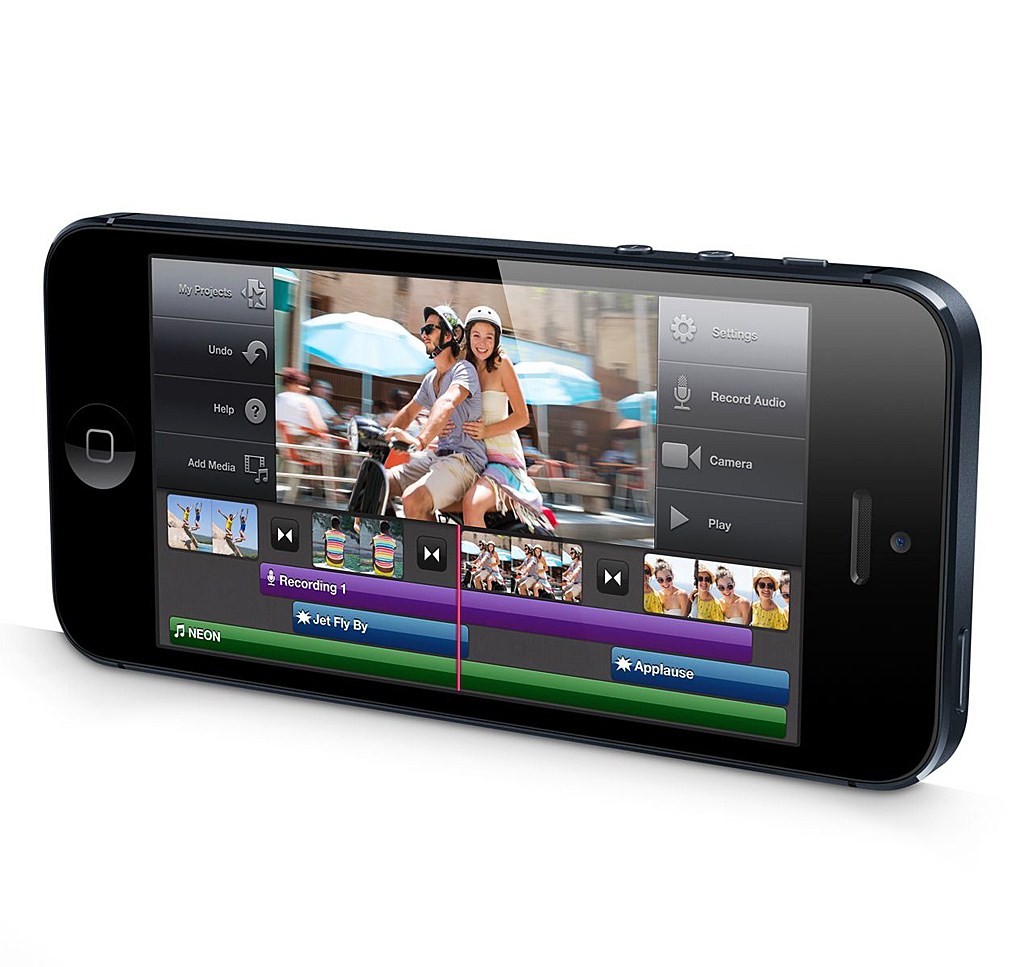 My Projects
Undo
Help
?
Add Media
Settings
Record Audio
Camera
Play
Recording 1
Jet Fly By
NEON
Applause